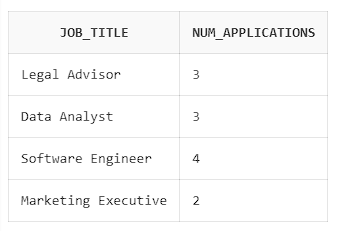 JOB_TITLE NUM_APPLICATIONS
Legal Advisor 3
Data Analyst 3
Software Engineer 4
Marketing Executive 2